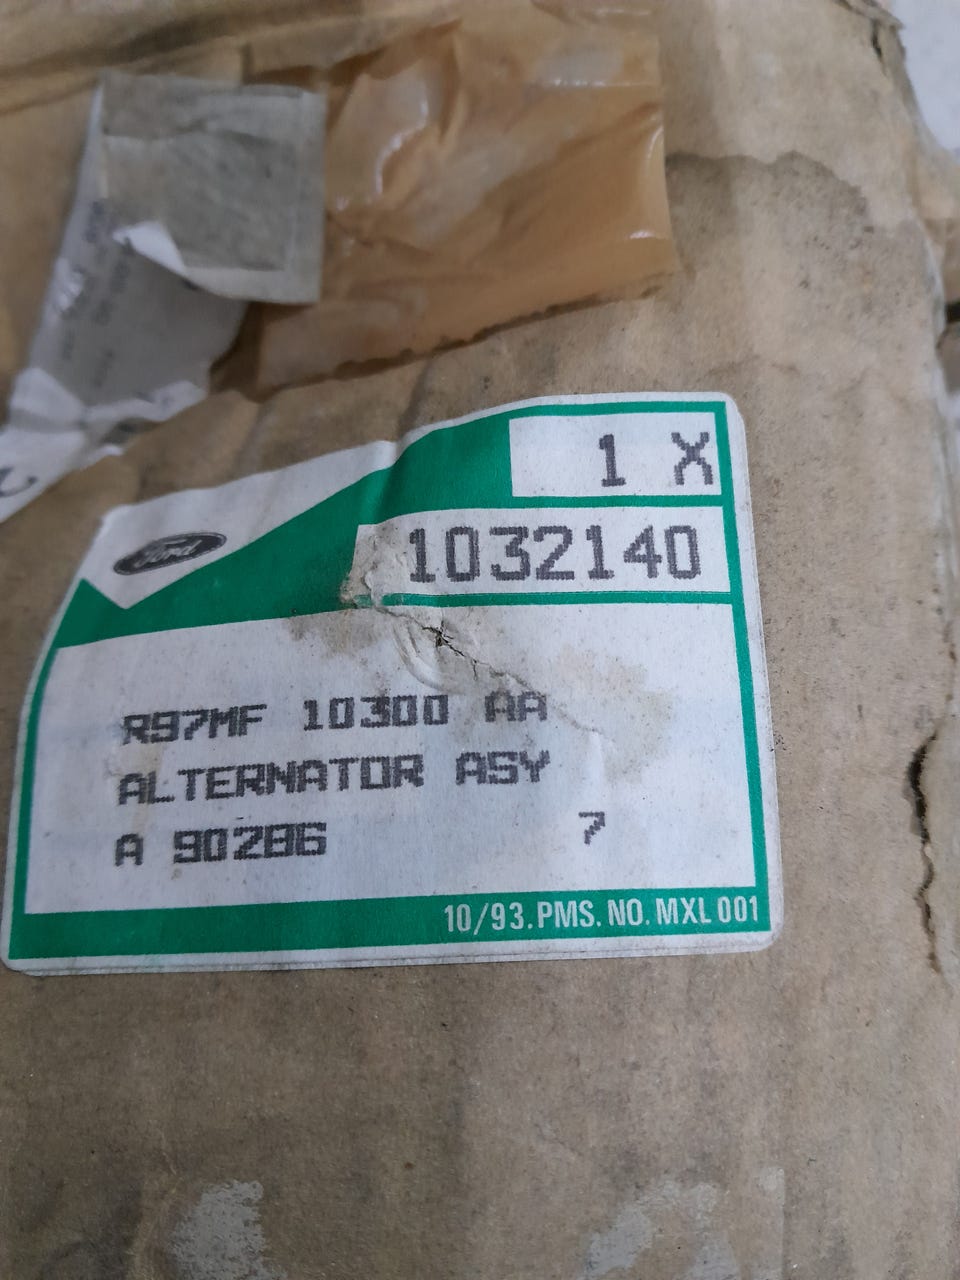 1 X
Ford
1032140
R97MF 10300 AA
ALTERNATOR ASY
A 90286 7
10/93.PMS. NO. MXL 001